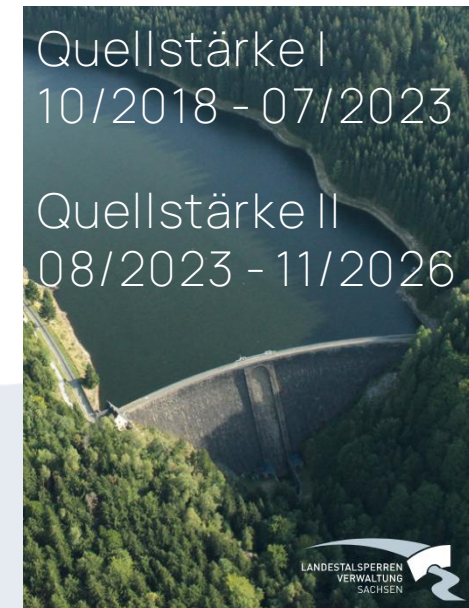 Quellstärke I
10/2018 - 07/2023
Quellstärke II
08/2023 - 11/2026
LANDESTALSPERREN
VERWALTUNG
SACHSEN